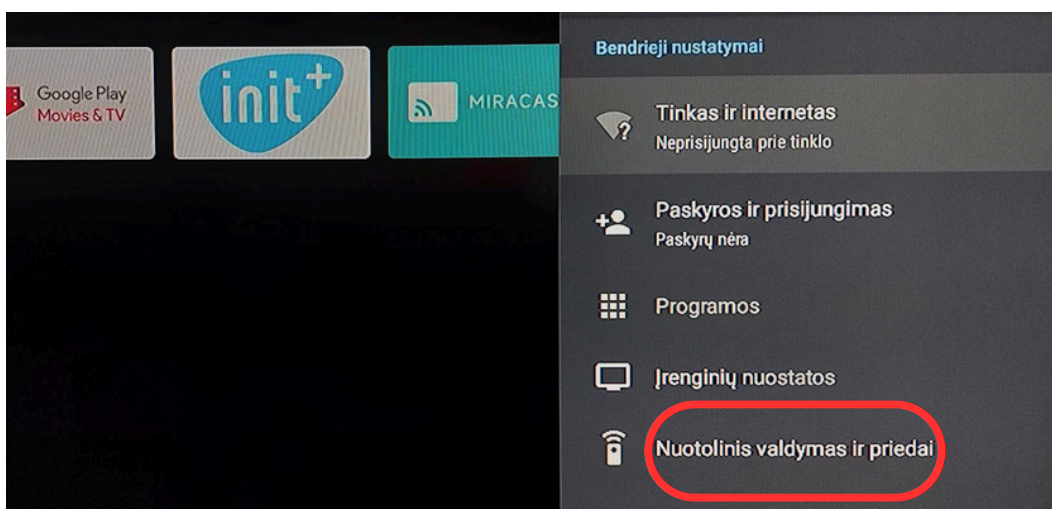 Google Play
Movies & TV
init+
MIRACAS
Bendrieji nustatymai
Tinkas ir internetas
Neprisijungta prie tinklo
Paskyros ir prisijungimas
Paskyrų nėra
Programos
Įrenginių nuostatos
Nuotolinis valdymas ir priedai